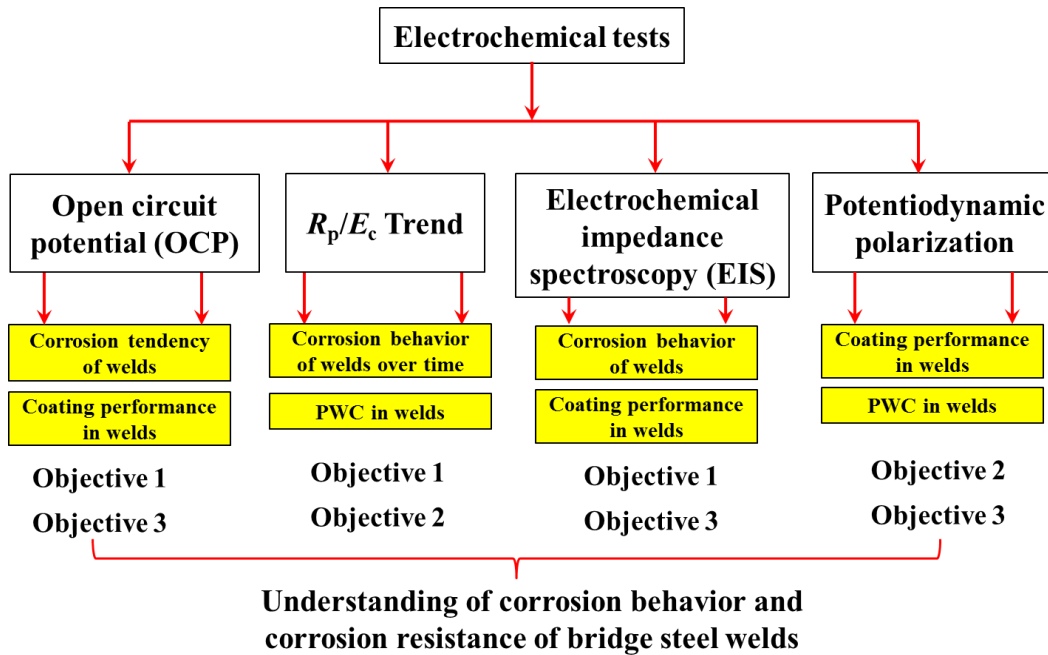 Electrochemical tests
Open circuit
potential (OCP)
Rp/Ec Trend
Electrochemical
impedance
spectroscopy (EIS)
Potentiodynamic
polarization
Corrosion tendency
of welds
Coating performance
in welds
Objective 1
Objective 3
Corrosion behavior
of welds over time
PWC in welds
Objective 1
Objective 2
Corrosion behavior
of welds
Coating performance
in welds
Objective 1
Objective 3
Coating performance
in welds
PWC in welds
Objective 2
Objective 3
Understanding of corrosion behavior and
corrosion resistance of bridge steel welds